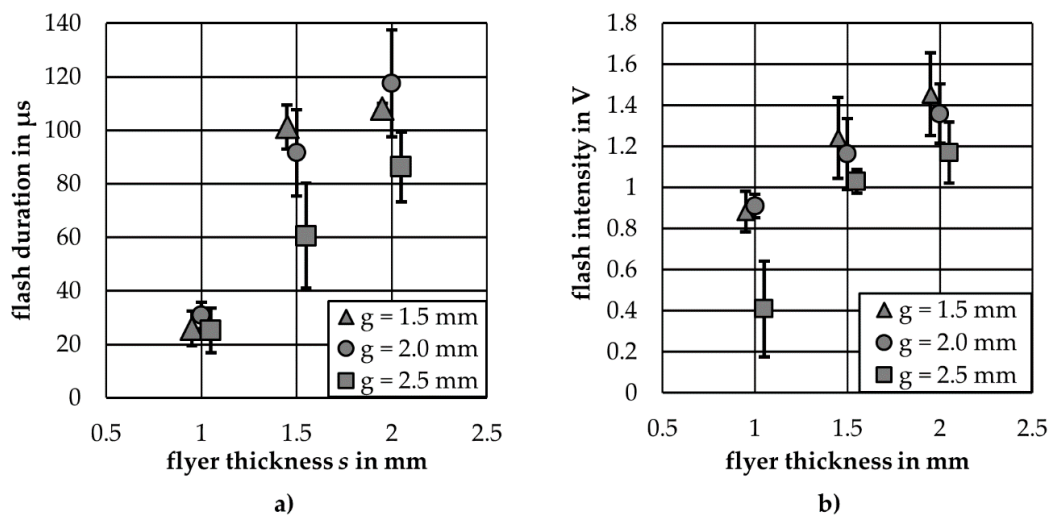 140
120
100
80
60
40
20
0
flash duration in µs
g = 1.5 mm
g = 2.0 mm
g = 2.5 mm
0.5 1 1.5 2 2.5
flyer thickness s in mm
a)
1.8
1.6
1.4
1.2
1
0.8
0.6
0.4
0.2
0
flash intensity in V
g = 1.5 mm
g = 2.0 mm
g = 2.5 mm
0.5 1 1.5 2 2.5
flyer thickness in mm
b)